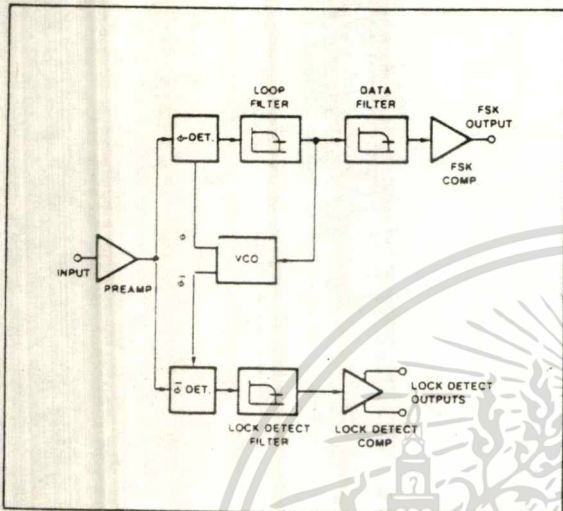 LOOP
FILTER
DATA
FILTER
FSK
OUTPUT
ϕ-DET.
FSK
COMP
ϕ
VCO
INPUT
PREAMP
ϕ̄
ϕ̄ DET.
LOCK DETECT
OUTPUTS
LOCK DETECT
FILTER
LOCK DETECT
COMP